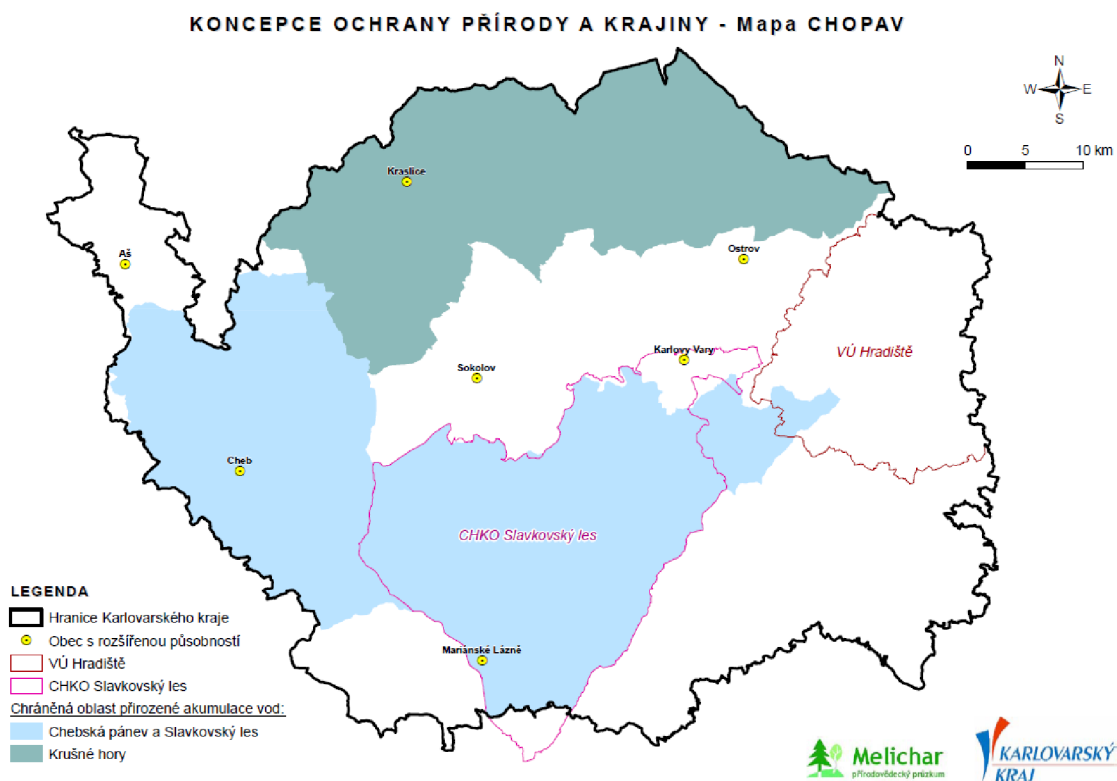 KONCEPCE OCHRANY PŘÍRODY A KRAJINY - Mapa CHOPAV
N
W E
S
0 5 10 km
Kraslice
Aš
Ostrov
Karlovy Vary
VÚ Hradiště
Sokolov
Cheb
CHKO Slavkovský les
Mariánské Lázně
LEGENDA
Hranice Karlovarského kraje
Obec s rozšířenou působností
VÚ Hradiště
CHKO Slavkovský les
Chráněná oblast přirozené akumulace vod:
Chebská pánev a Slavkovský les
Krušné hory
Melichar
přírodovědecký průzkum
KARLOVARSKÝ
KRAJ